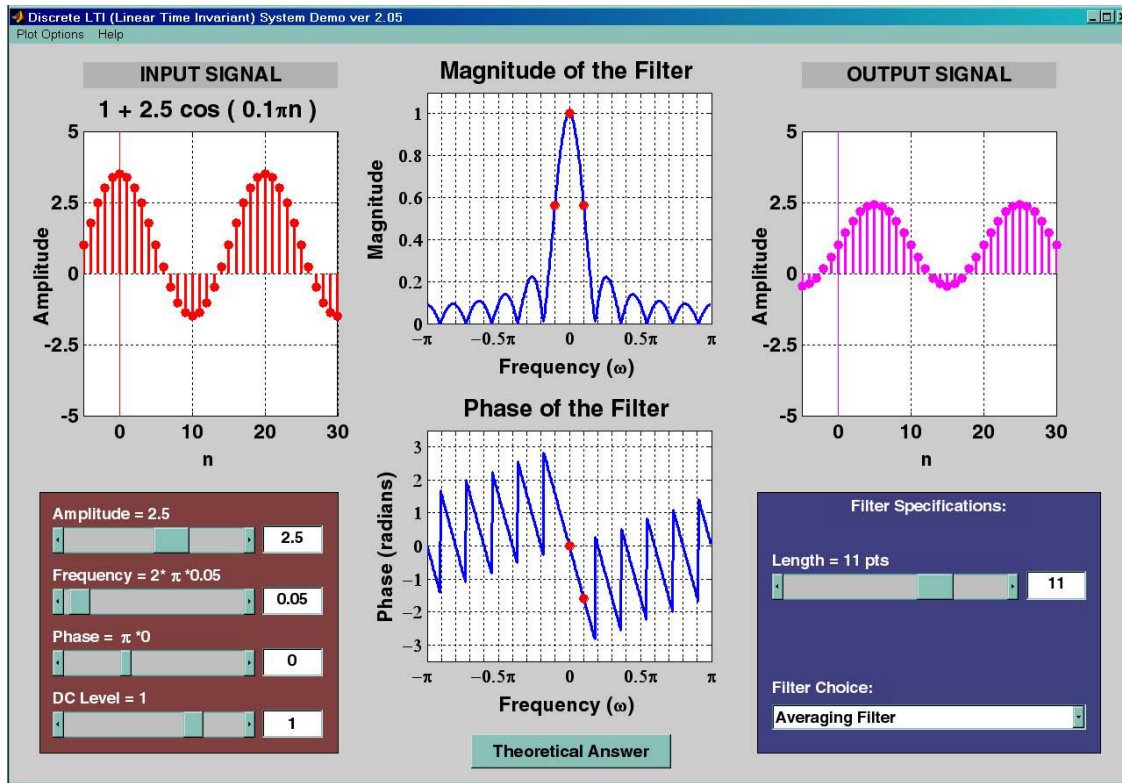 Discrete LTI (Linear Time Invariant) System Demo ver 2.05
Plot Options Help
INPUT SIGNAL
1 + 2.5 cos ( 0.1πn )
5
2.5
0
-2.5
-5
Amplitude
0 10 20 30
n
Magnitude of the Filter
1
0.8
0.6
0.4
0.2
0
Magnitude
−π −0.5π 0 0.5π π
Frequency (ω)
OUTPUT SIGNAL
5
2.5
0
-2.5
-5
Amplitude
0 10 20 30
n
Phase of the Filter
3
2
1
0
−1
−2
−3
Phase (radians)
−π −0.5π 0 0.5π π
Frequency (ω)
Amplitude = 2.5
2.5
Frequency = 2* π *0.05
0.05
Phase = π *0
0
DC Level = 1
1
Filter Specifications:
Length = 11 pts
11
Filter Choice:
Averaging Filter
Theoretical Answer